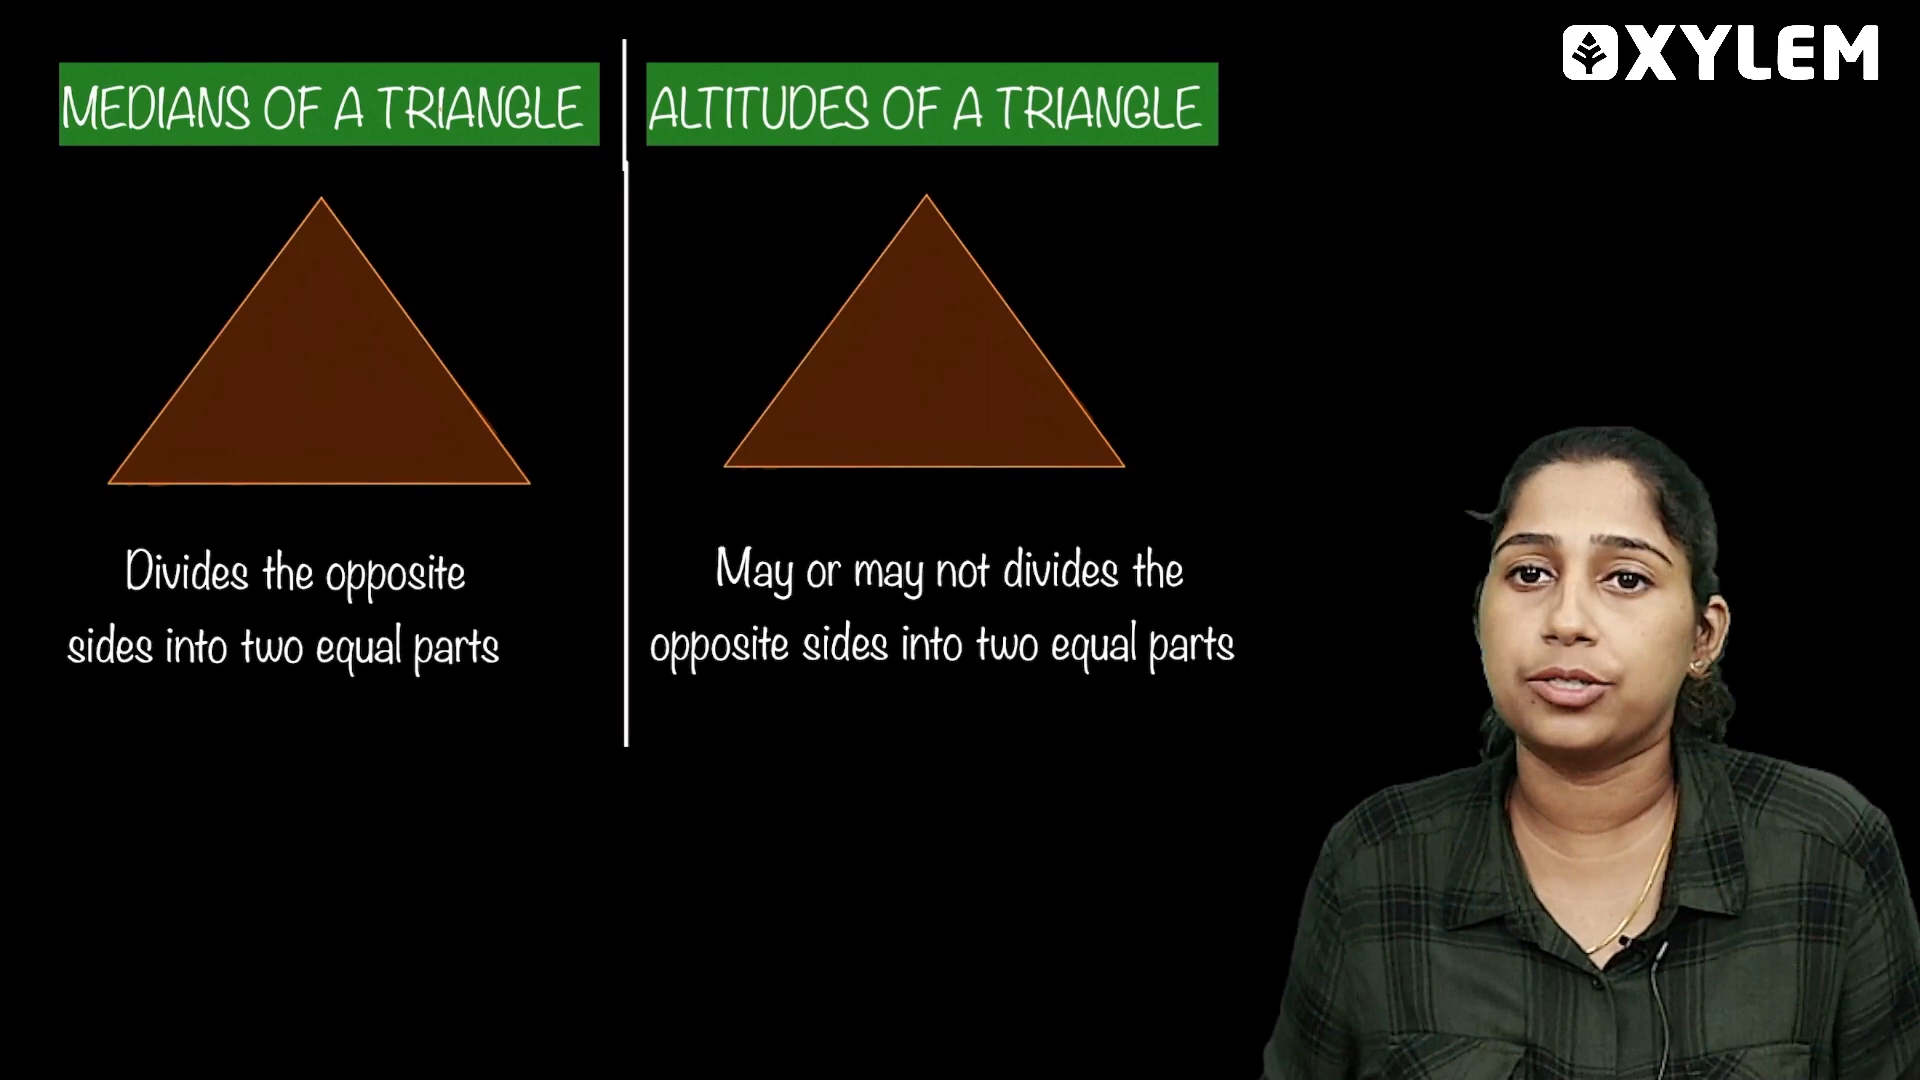 MEDIANS OF A TRIANGLE
Divides the opposite
sides into two equal parts
ALTITUDES OF A TRIANGLE
May or may not divides the
opposite sides into two equal parts
XYLEM